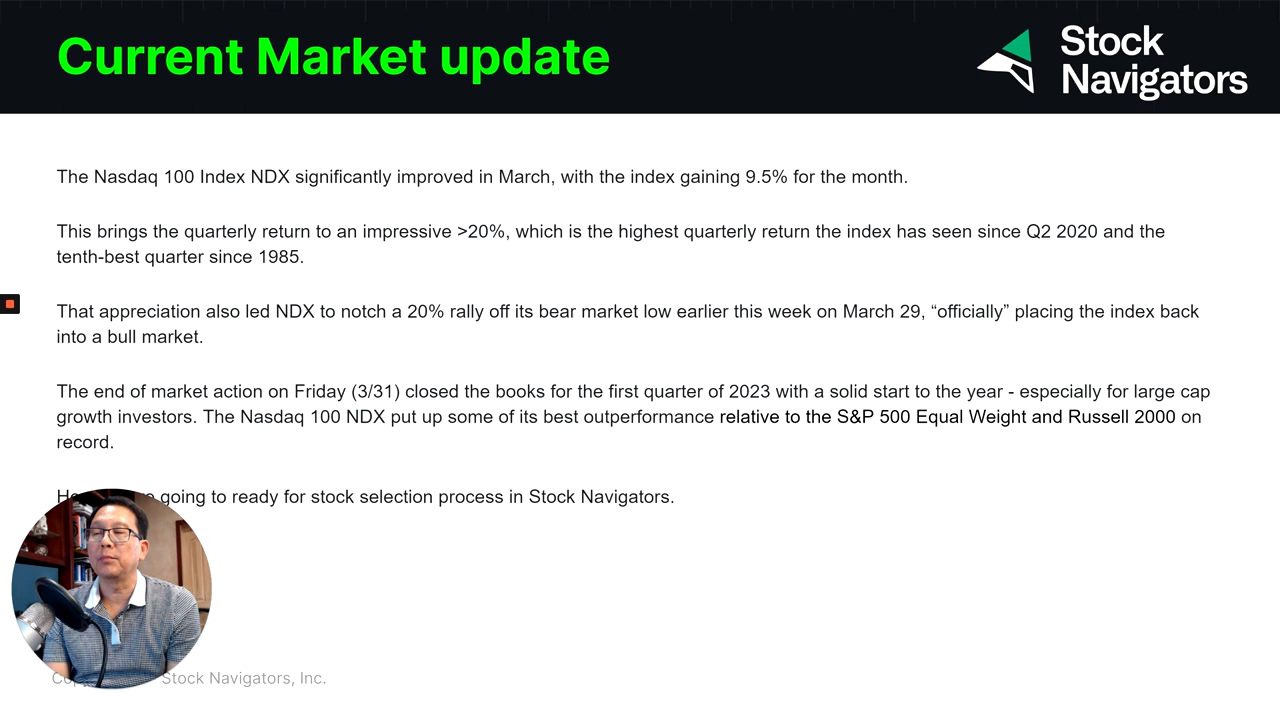 Current Market update
Stock
Navigators
The Nasdaq 100 Index NDX significantly improved in March, with the index gaining 9.5% for the month.
This brings the quarterly return to an impressive >20%, which is the highest quarterly return the index has seen since Q2 2020 and the
tenth-best quarter since 1985.
That appreciation also led NDX to notch a 20% rally off its bear market low earlier this week on March 29, “officially” placing the index back
into a bull market.
The end of market action on Friday (3/31) closed the books for the first quarter of 2023 with a solid start to the year - especially for large cap
growth investors. The Nasdaq 100 NDX put up some of its best outperformance relative to the S&P 500 Equal Weight and Russell 2000 on
record.
going to ready for stock selection process in Stock Navigators.
Stock Navigators, Inc.